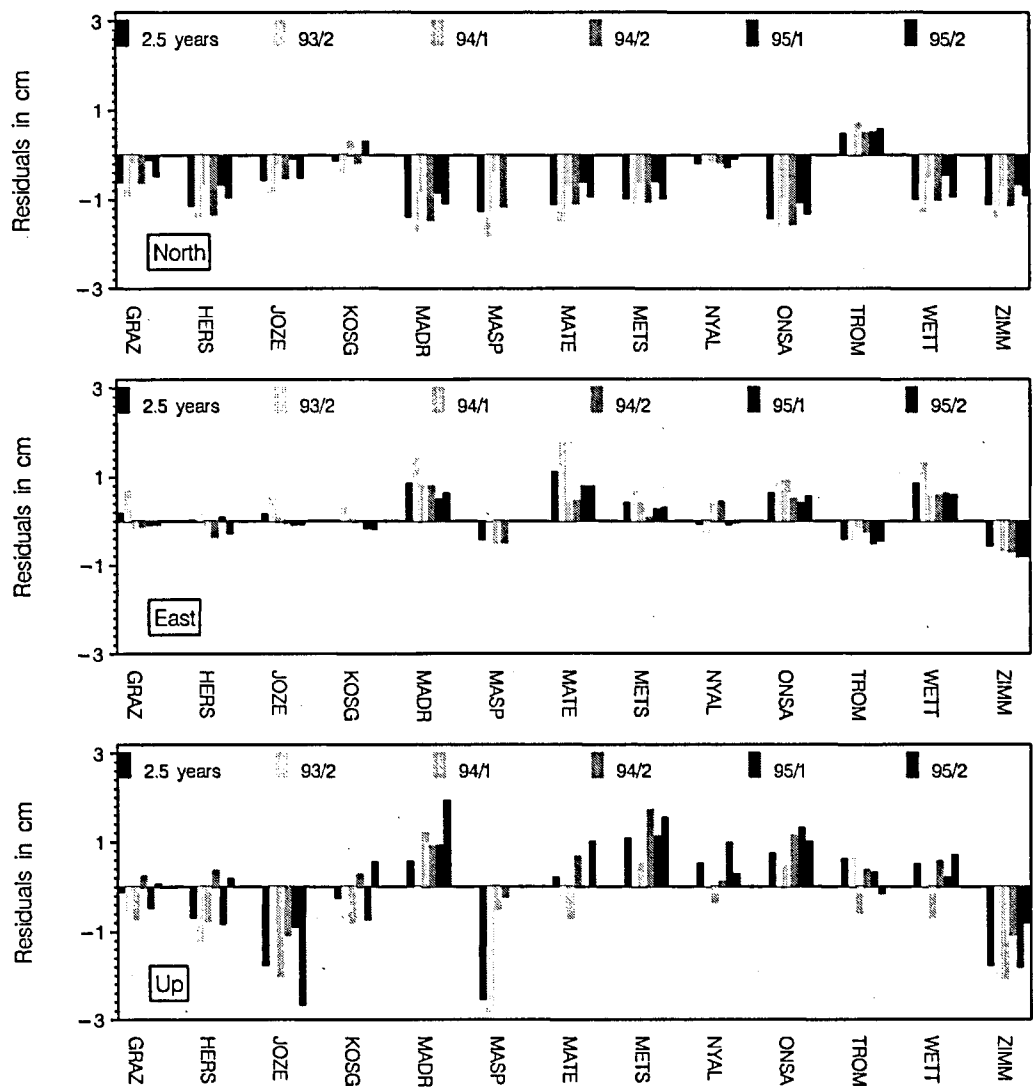 Residuals in cm
3
1
-1
-3
2.5 years 93/2 94/1 94/2 95/1 95/2
North
GRAZ HERS JOZE KOSG MADR MASP MATE METS NYAL ONSA TROM WETT ZIMM
Residuals in cm
3
1
-1
-3
2.5 years 93/2 94/1 94/2 95/1 95/2
East
GRAZ HERS JOZE KOSG MADR MASP MATE METS NYAL ONSA TROM WETT ZIMM
Residuals in cm
3
1
-1
-3
2.5 years 93/2 94/1 94/2 95/1 95/2
Up
GRAZ HERS JOZE KOSG MADR MASP MATE METS NYAL ONSA TROM WETT ZIMM